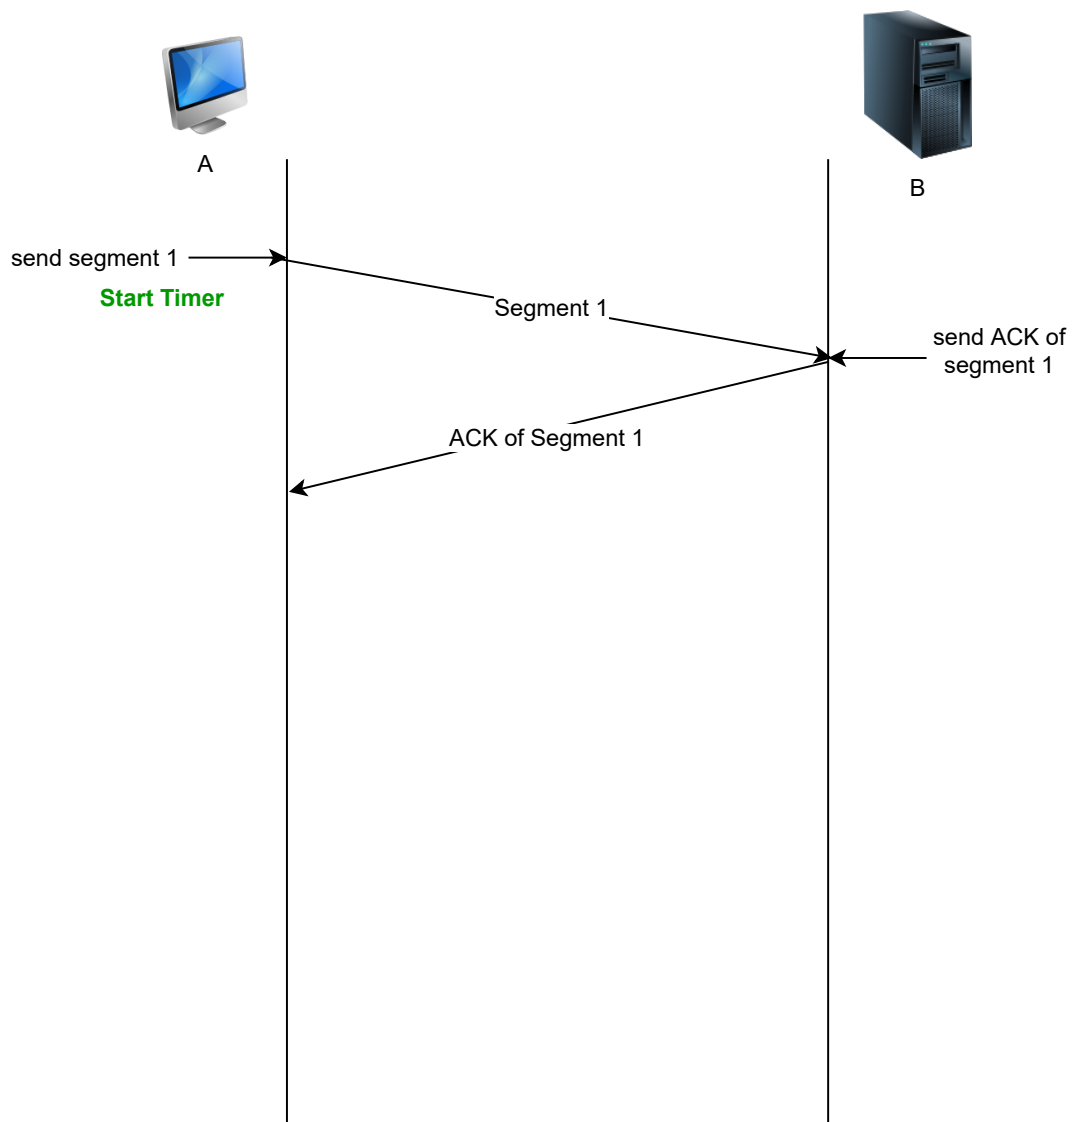 A
B
send segment 1
Start Timer
Segment 1
send ACK of
segment 1
ACK of Segment 1